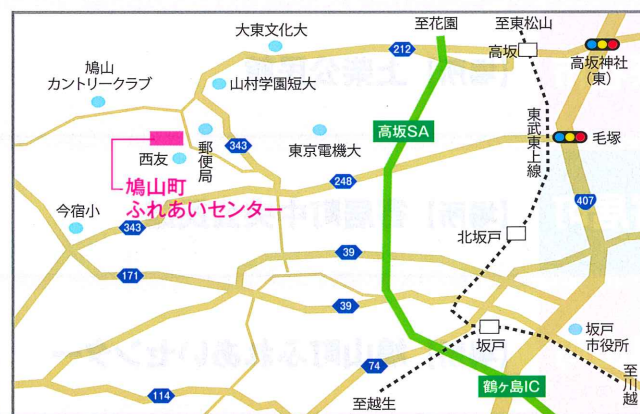 大東文化大
至花園
至東松山
212
高坂
高坂神社
(東)
鳩山
カントリークラブ
山村学園短大
高坂SA
東武東上線
毛塚
西友
郵便局
343
東京電機大
鳩山町
ふれあいセンター
248
407
今宿小
343
北坂戸
39
171
39
坂戸
坂戸
市役所
74
114
至越生
鶴ヶ島IC
至川越